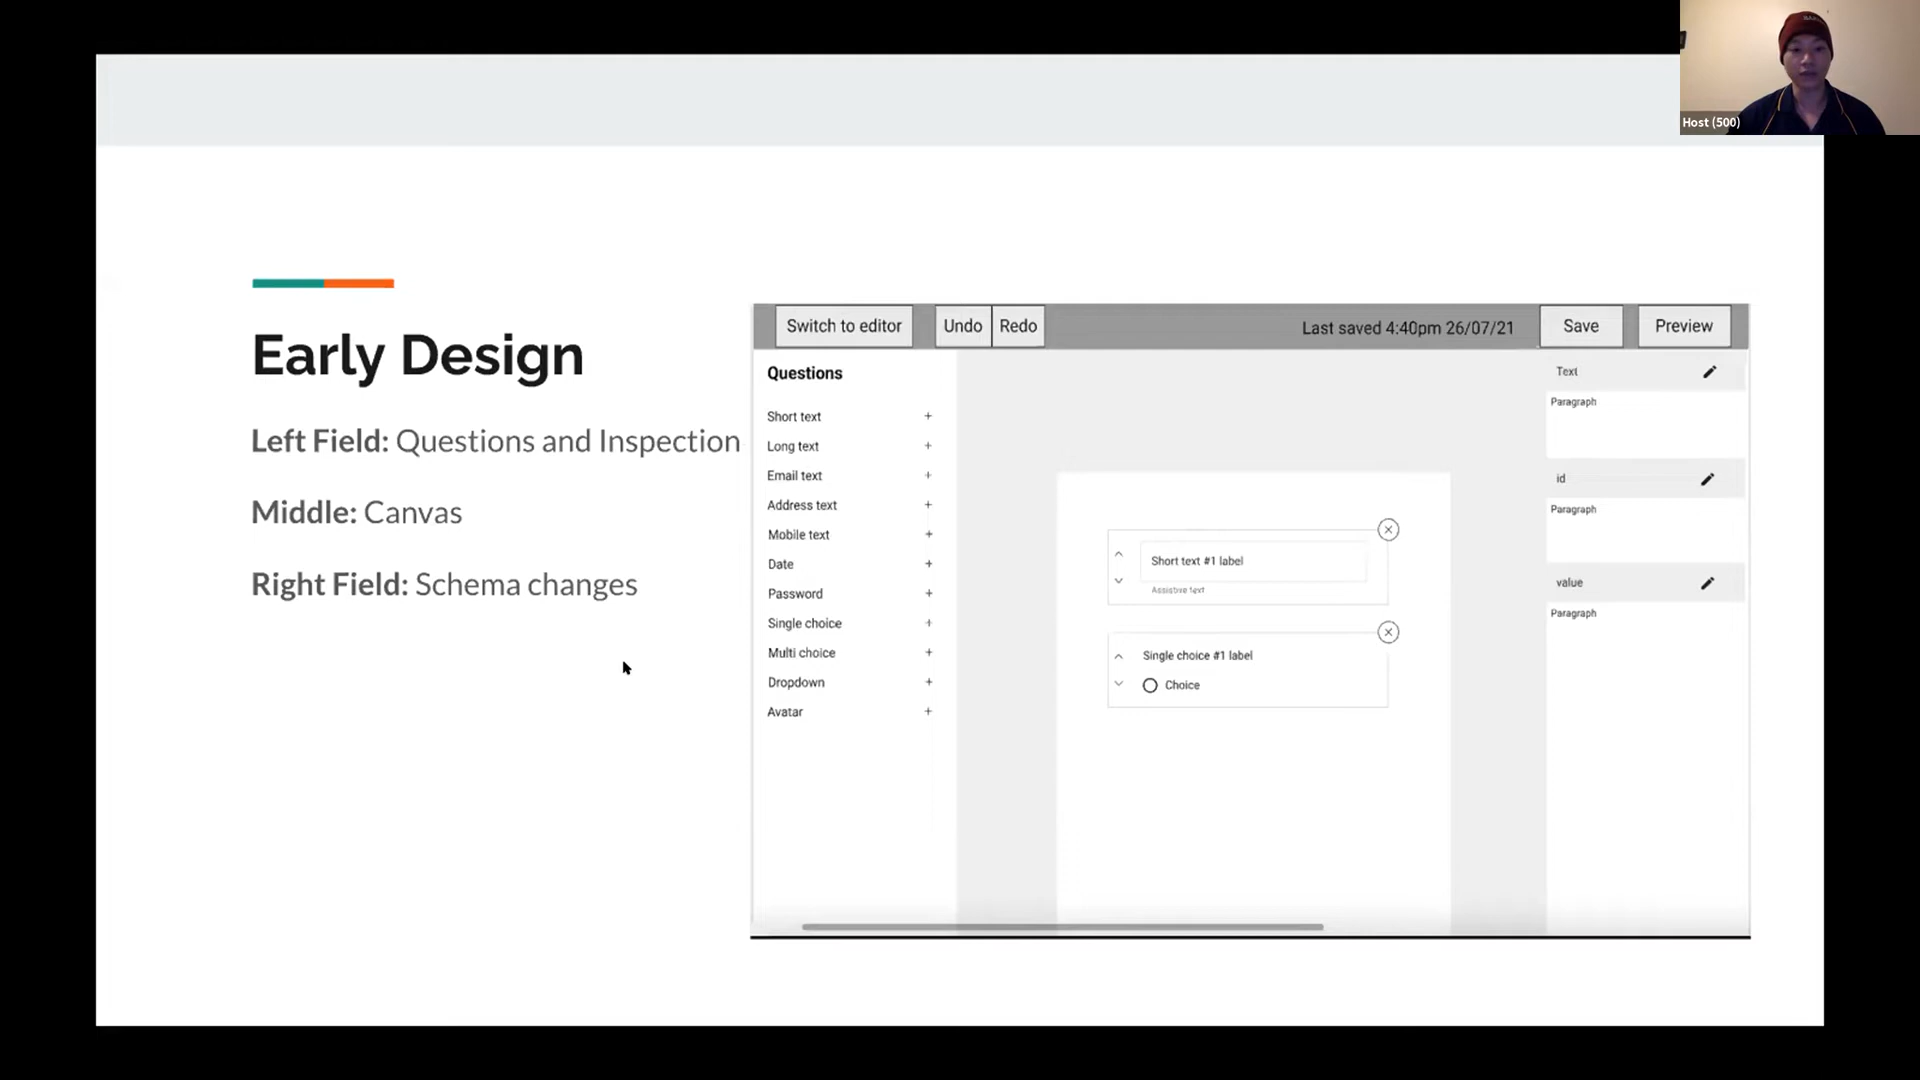 Host (500)
Early Design
Left Field: Questions and Inspection
Middle: Canvas
Right Field: Schema changes
Switch to editor
Undo
Redo
Last saved 4:40pm 26/07/21
Save
Preview
Questions
Short text +
Long text +
Email text +
Address text +
Mobile text +
Date +
Password +
Single choice +
Multi choice +
Dropdown +
Avatar +
Short text #1 label
Assistive text
Single choice #1 label
Choice
Text
Paragraph
id
Paragraph
value
Paragraph